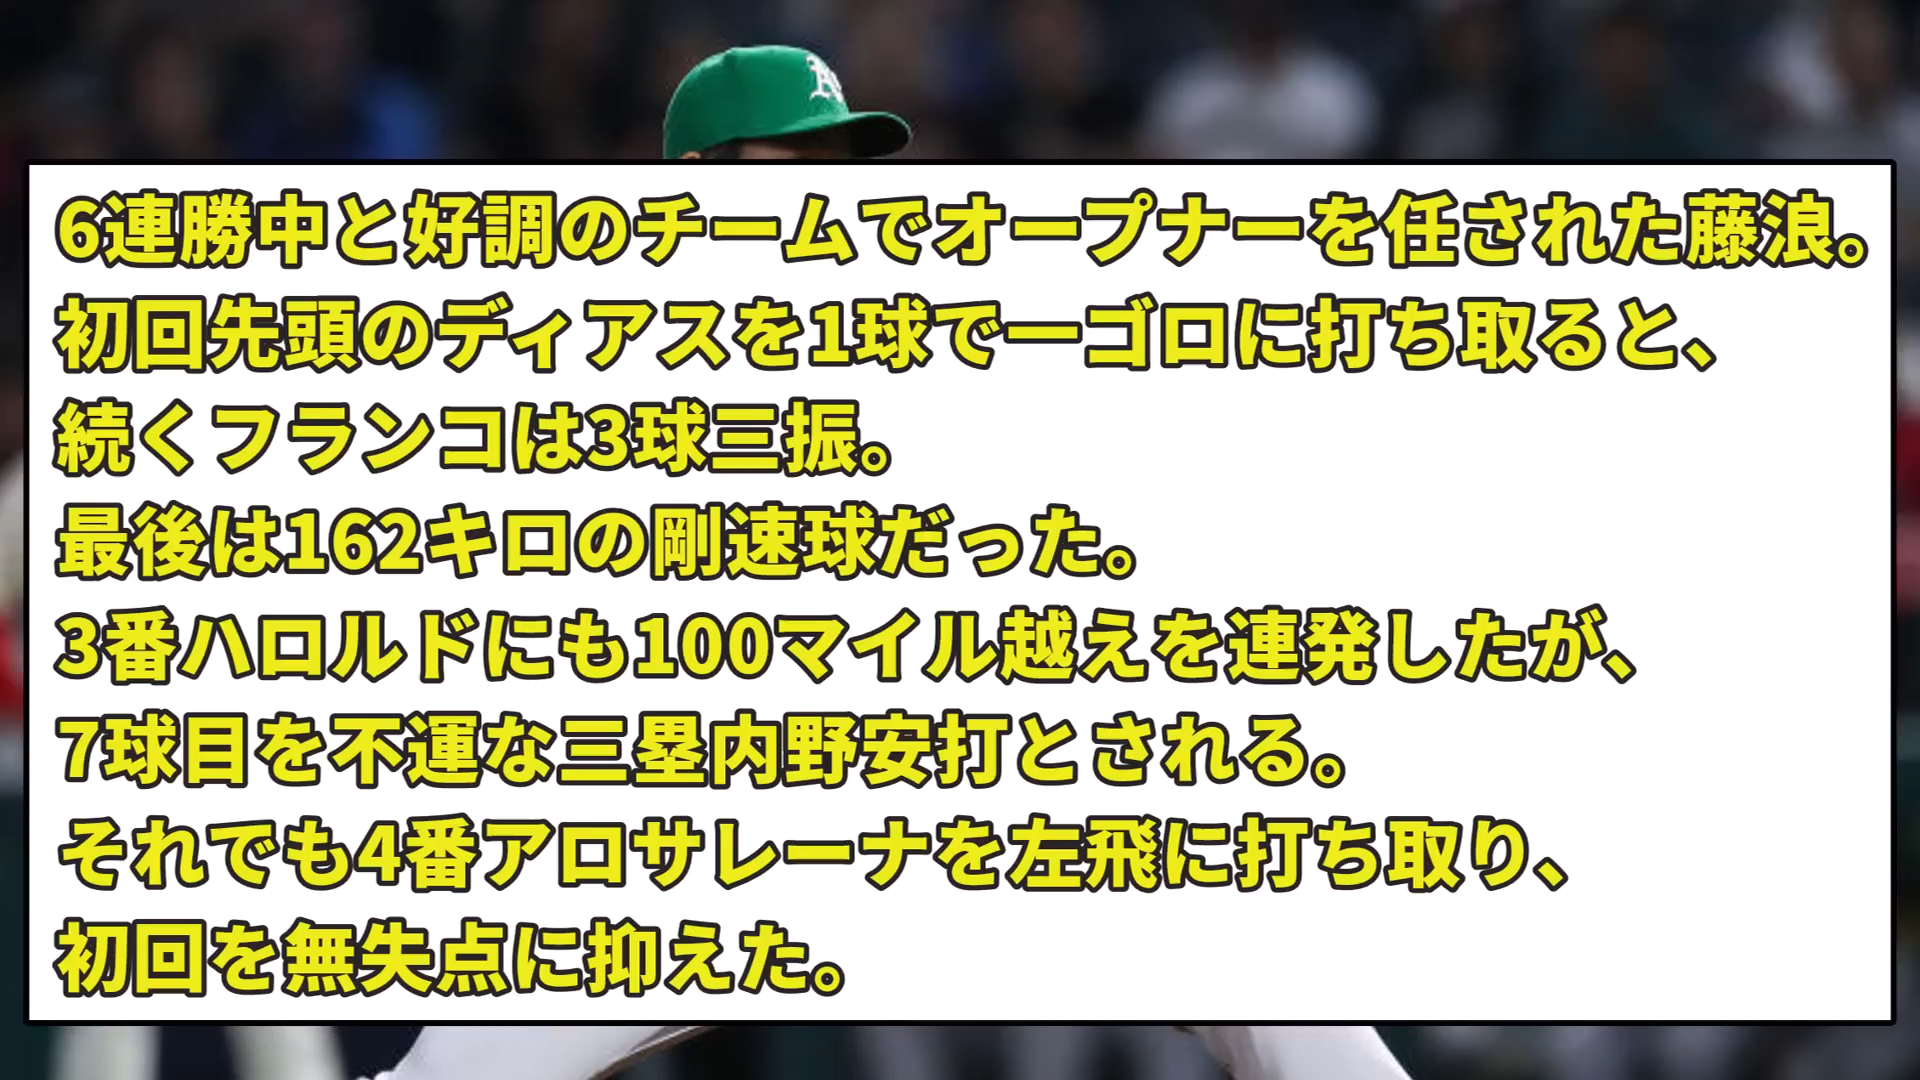 6連勝中と好調のチームでオープナーを任された藤浪。
初回先頭のディアスを1球で一ゴロに打ち取ると、
続くフランコは3球三振。
最後は162キロの剛速球だった。
3番ハロルドにも100マイル越えを連発したが、
7球目を不運な三塁内野安打とされる。
それでも4番アロサレーナを左飛に打ち取り、
初回を無失点に抑えた。